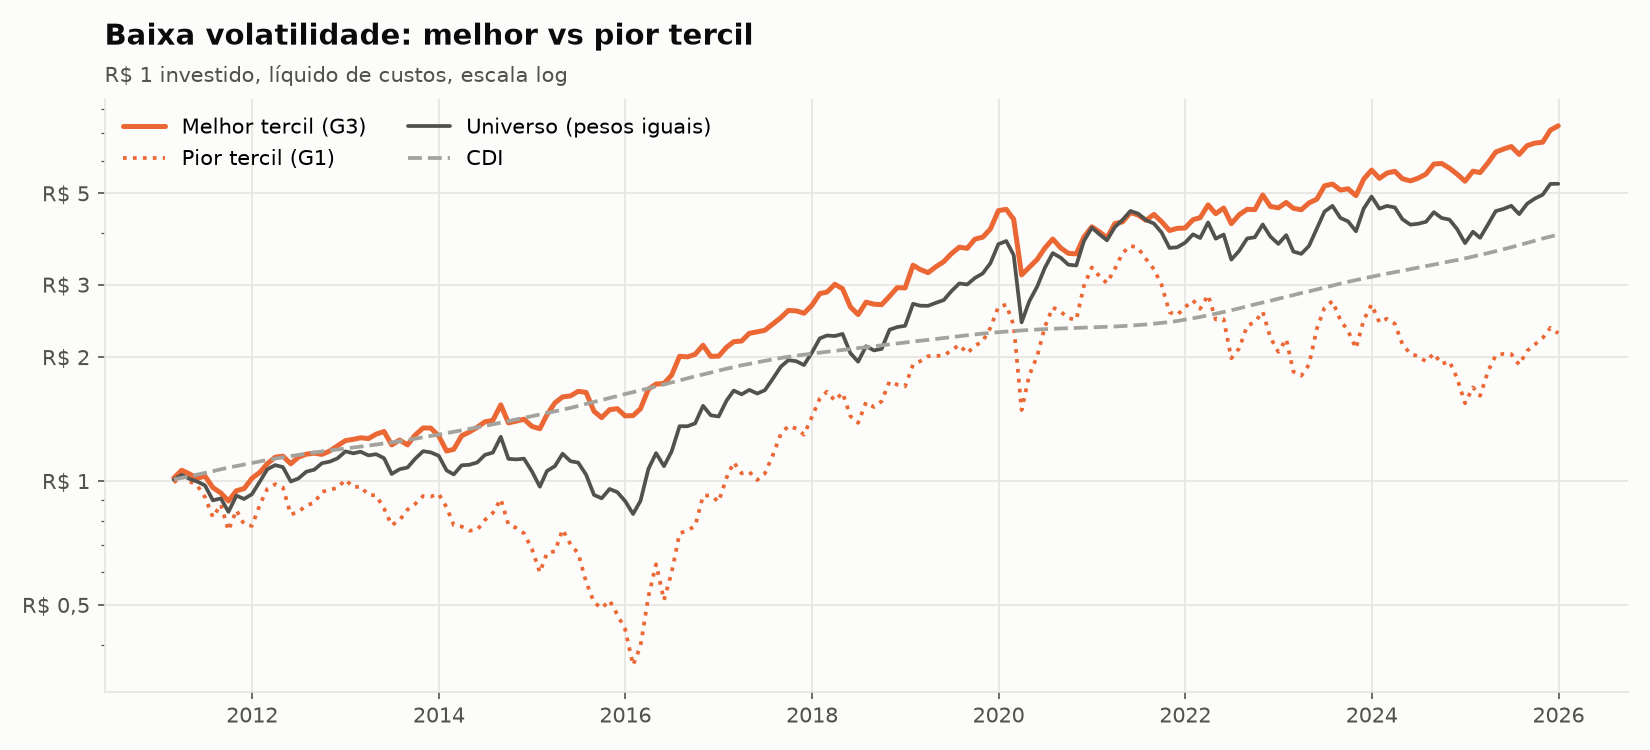 Baixa volatilidade: melhor vs pior tercil
R$ 1 investido, líquido de custos, escala log
Melhor tercil (G3)
Pior tercil (G1)
Universo (pesos iguais)
CDI
R$ 5
R$ 3
R$ 2
R$ 1
R$ 0,5
2012
2014
2016
2018
2020
2022
2024
2026